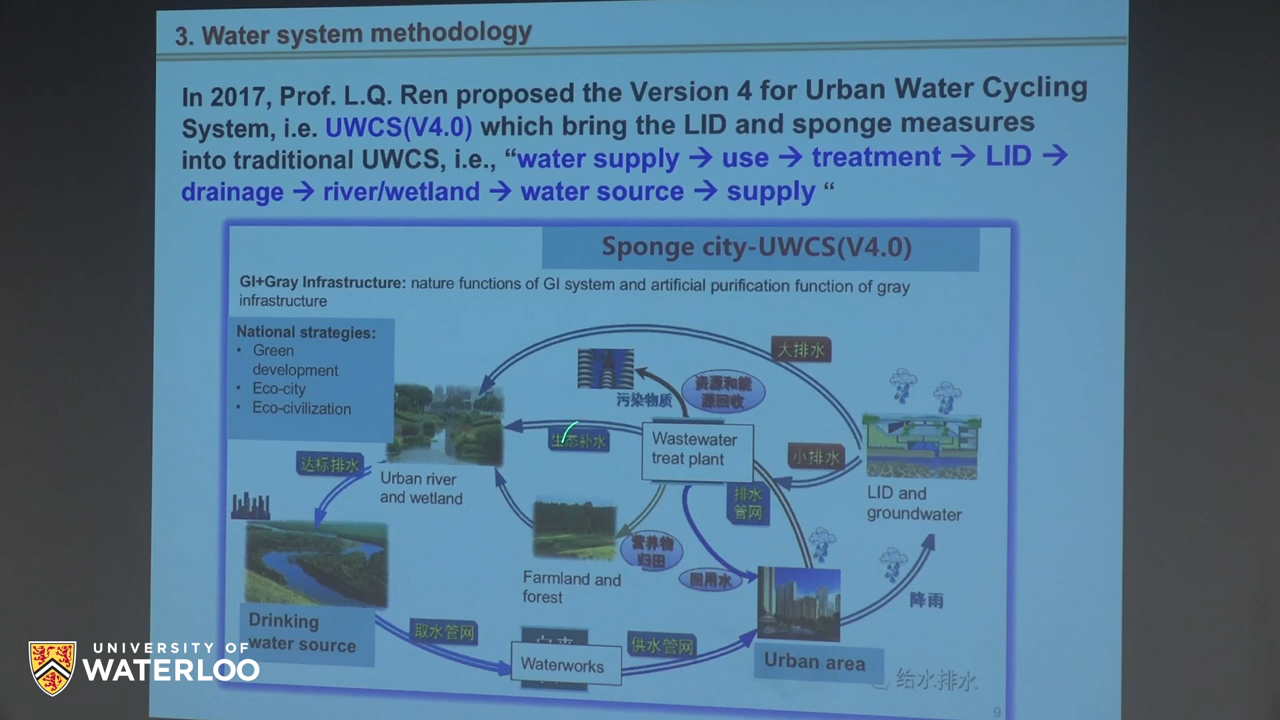 3. Water system methodology
In 2017, Prof. L.Q. Ren proposed the Version 4 for Urban Water Cycling
System, i.e. UWCS(V4.0) which bring the LID and sponge measures
into traditional UWCS, i.e., “water supply → use → treatment → LID →
drainage → river/wetland → water source → supply “
Sponge city-UWCS(V4.0)
GI+Gray Infrastructure: nature functions of GI system and artificial purification function of gray
infrastructure
National strategies:
• Green
development
• Eco-city
• Eco-civilization
大排水
资源和能
源回收
污染物质
生态补水
Wastewater
treat plant
小排水
达标排水
Urban river
and wetland
排水
管网
LID and
groundwater
营养物
归田
回用水
Farmland and
forest
降雨
Drinking
water source
取水管网
Waterworks
供水管网
Urban area
给水排水
9
UNIVERSITY OF
WATERLOO